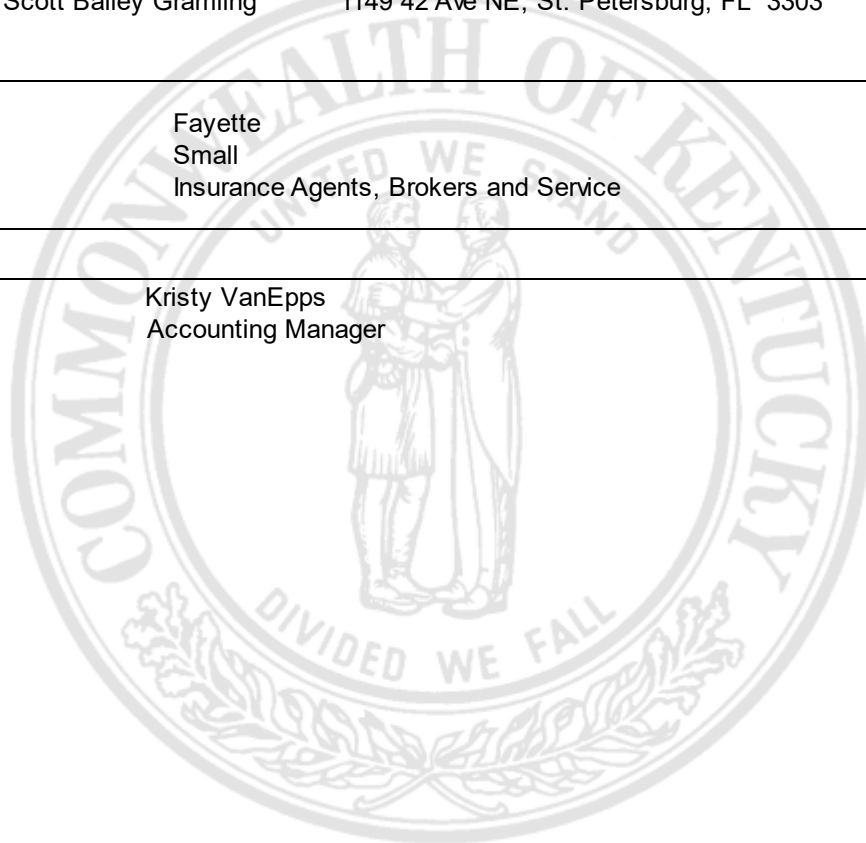 Scott Bailey Gramling 1149 42 Ave NE, St. Petersburg, FL 3303
Fayette
Small
Insurance Agents, Brokers and Service
Kristy VanEpps
Accounting Manager
COMMONWEALTH OF KENTUCKY
UNITED WE STAND
DIVIDED WE FALL